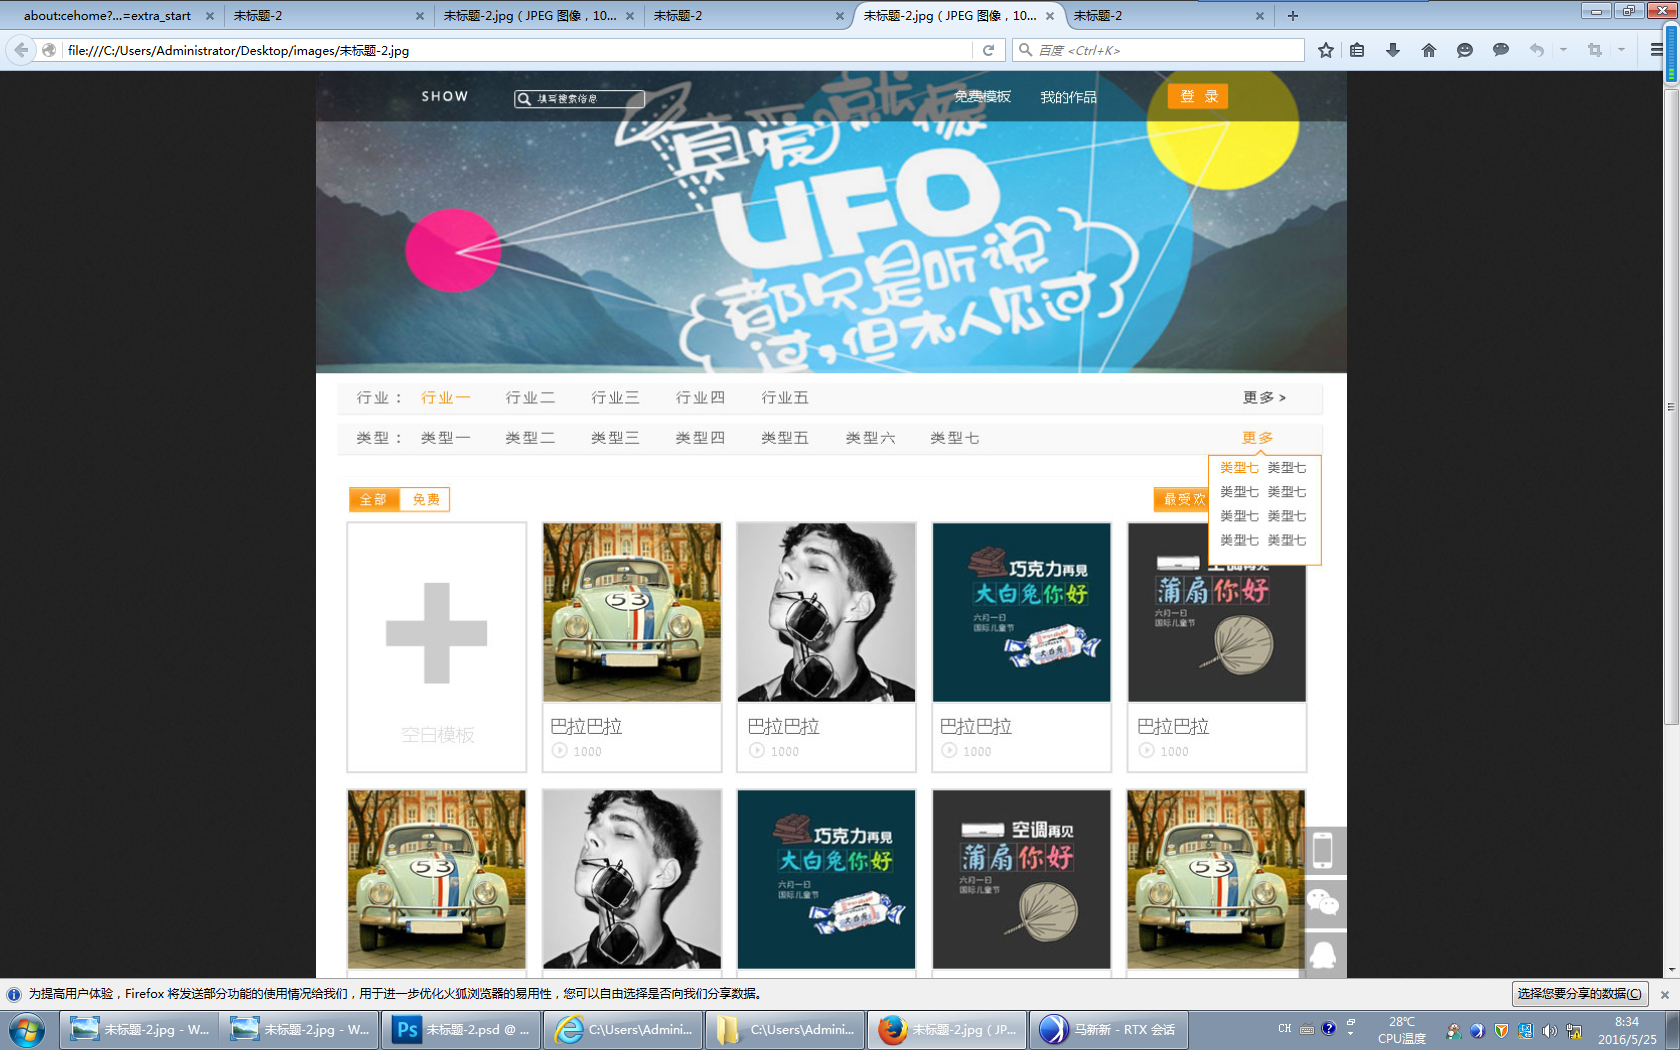 about:cehome?...=extra_start
未标题-2
未标题-2.jpg ( JPEG 图像，10...
未标题-2
未标题-2.jpg ( JPEG 图像，10...
未标题-2
file:///C:/Users/Administrator/Desktop/images/未标题-2.jpg
百度 <Ctrl+K>
SHOW
填写搜索信息
免费模板
我的作品
登 录
真爱,就像
UFO
都只是听说
过,但木人见过
行业： 行业一 行业二 行业三 行业四 行业五 更多 >
类型： 类型一 类型二 类型三 类型四 类型五 类型六 类型七 更多
类型七 类型七
类型七 类型七
类型七 类型七
类型七 类型七
全部 免费
最受欢
空白模板
53
巴拉巴拉
1000
巴拉巴拉
1000
巧克力再見
大白兔你好
六月一日
国际儿童节
大白兔
巴拉巴拉
1000
空调再见
蒲扇你好
六月一日
国际儿童节
巴拉巴拉
1000
53
巧克力再見
大白兔你好
六月一日
国际儿童节
大白兔
空调再见
蒲扇你好
六月一日
国际儿童节
53
为提高用户体验，Firefox 将发送部分功能的使用情况给我们，用于进一步优化火狐浏览器的易用性，您可以自由选择是否向我们分享数据。
选择您要分享的数据(C)
未标题-2.jpg - W...
未标题-2.jpg - W...
Ps
未标题-2.psd @ ...
C:\Users\Admini...
C:\Users\Admini...
未标题-2.jpg ( JP...
马新新 - RTX 会话
CH
28℃
CPU温度
8:34
2016/5/25